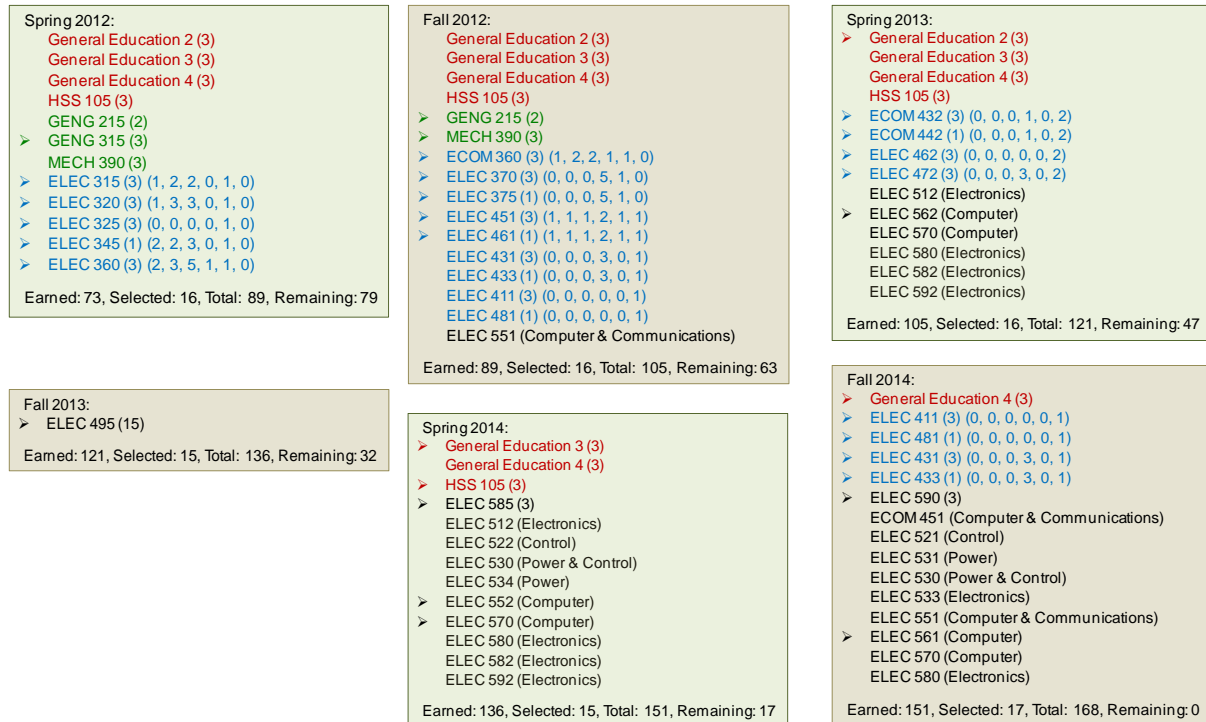 Spring 2012:
General Education 2 (3)
General Education 3 (3)
General Education 4 (3)
HSS 105 (3)
GENG 215 (2)
➢ GENG 315 (3)
MECH 390 (3)
➢ ELEC 315 (3) (1, 2, 2, 0, 1, 0)
➢ ELEC 320 (3) (1, 3, 3, 0, 1, 0)
➢ ELEC 325 (3) (0, 0, 0, 0, 1, 0)
➢ ELEC 345 (1) (2, 2, 3, 0, 1, 0)
➢ ELEC 360 (3) (2, 3, 5, 1, 1, 0)
Earned: 73, Selected: 16, Total: 89, Remaining: 79
Fall 2012:
General Education 2 (3)
General Education 3 (3)
General Education 4 (3)
HSS 105 (3)
➢ GENG 215 (2)
➢ MECH 390 (3)
➢ ECOM 360 (3) (1, 2, 2, 1, 1, 0)
➢ ELEC 370 (3) (0, 0, 0, 5, 1, 0)
➢ ELEC 375 (1) (0, 0, 0, 5, 1, 0)
➢ ELEC 451 (3) (1, 1, 1, 2, 1, 1)
➢ ELEC 461 (1) (1, 1, 1, 2, 1, 1)
ELEC 431 (3) (0, 0, 0, 3, 0, 1)
ELEC 433 (1) (0, 0, 0, 3, 0, 1)
ELEC 411 (3) (0, 0, 0, 0, 0, 1)
ELEC 481 (1) (0, 0, 0, 0, 0, 1)
ELEC 551 (Computer & Communications)
Earned: 89, Selected: 16, Total: 105, Remaining: 63
Spring 2013:
➢ General Education 2 (3)
General Education 3 (3)
General Education 4 (3)
HSS 105 (3)
➢ ECOM 432 (3) (0, 0, 0, 1, 0, 2)
➢ ECOM 442 (1) (0, 0, 0, 1, 0, 2)
➢ ELEC 462 (3) (0, 0, 0, 0, 0, 2)
➢ ELEC 472 (3) (0, 0, 0, 3, 0, 2)
ELEC 512 (Electronics)
➢ ELEC 562 (Computer)
ELEC 570 (Computer)
ELEC 580 (Electronics)
ELEC 582 (Electronics)
ELEC 592 (Electronics)
Earned: 105, Selected: 16, Total: 121, Remaining: 47
Fall 2013:
➢ ELEC 495 (15)
Earned: 121, Selected: 15, Total: 136, Remaining: 32
Spring 2014:
➢ General Education 3 (3)
General Education 4 (3)
➢ HSS 105 (3)
➢ ELEC 585 (3)
ELEC 512 (Electronics)
ELEC 522 (Control)
ELEC 530 (Power & Control)
ELEC 534 (Power)
➢ ELEC 552 (Computer)
➢ ELEC 570 (Computer)
ELEC 580 (Electronics)
ELEC 582 (Electronics)
ELEC 592 (Electronics)
Earned: 136, Selected: 15, Total: 151, Remaining: 17
Fall 2014:
➢ General Education 4 (3)
➢ ELEC 411 (3) (0, 0, 0, 0, 0, 1)
➢ ELEC 481 (1) (0, 0, 0, 0, 0, 1)
➢ ELEC 431 (3) (0, 0, 0, 3, 0, 1)
➢ ELEC 433 (1) (0, 0, 0, 3, 0, 1)
➢ ELEC 590 (3)
ECOM 451 (Computer & Communications)
ELEC 521 (Control)
ELEC 531 (Power)
ELEC 530 (Power & Control)
ELEC 533 (Electronics)
ELEC 551 (Computer & Communications)
➢ ELEC 561 (Computer)
ELEC 570 (Computer)
ELEC 580 (Electronics)
Earned: 151, Selected: 17, Total: 168, Remaining: 0